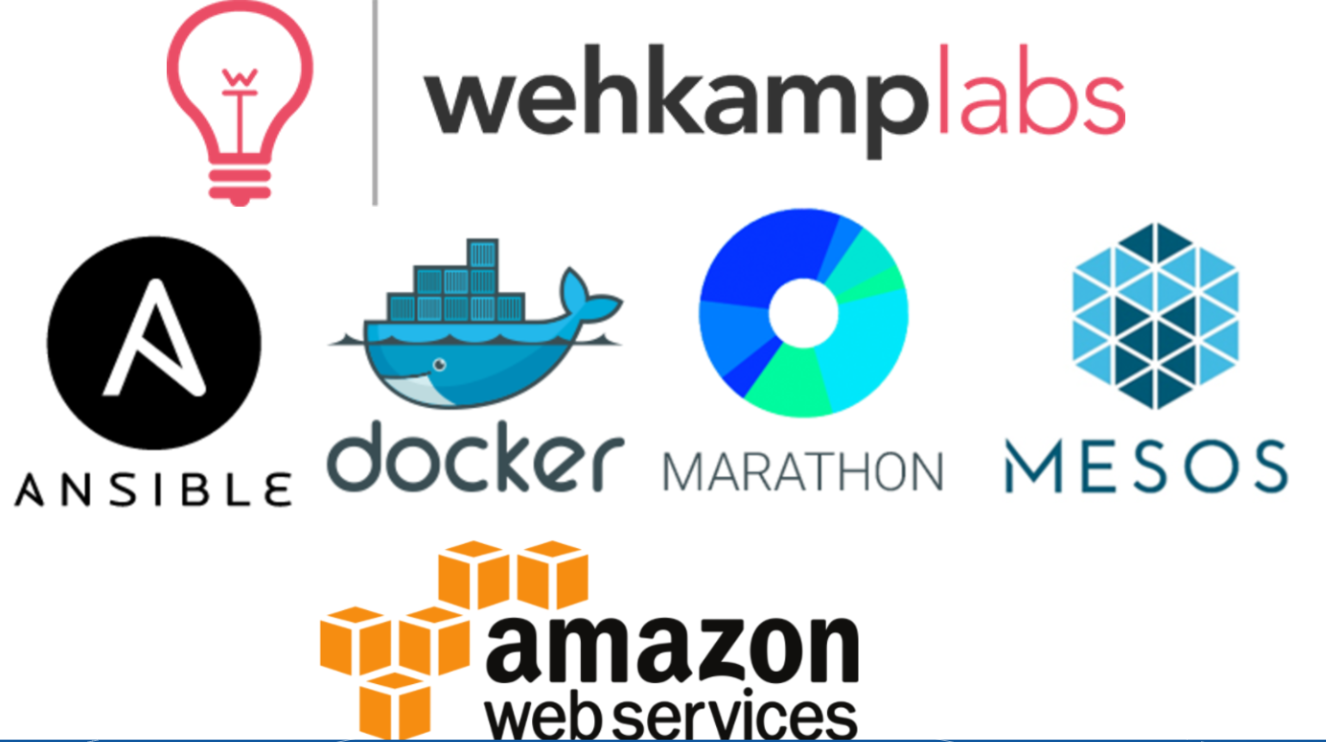 w
wehkamplabs
ANSIBLE
docker
MARATHON
MESOS
amazon
web services